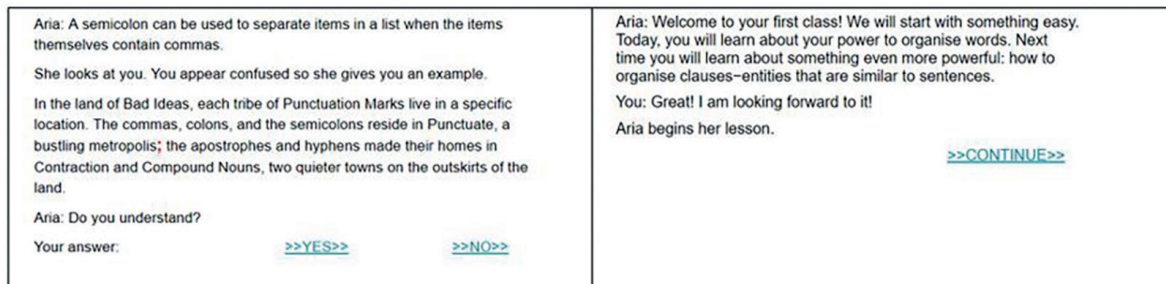 Aria: A semicolon can be used to separate items in a list when the items
themselves contain commas.
She looks at you. You appear confused so she gives you an example.
In the land of Bad Ideas, each tribe of Punctuation Marks live in a specific
location. The commas, colons, and the semicolons reside in Punctuate, a
bustling metropolis; the apostrophes and hyphens made their homes in
Contraction and Compound Nouns, two quieter towns on the outskirts of the
land.
Aria: Do you understand?
Your answer: >>YES>> >>NO>>
Aria: Welcome to your first class! We will start with something easy.
Today, you will learn about your power to organise words. Next
time you will learn about something even more powerful: how to
organise clauses−entities that are similar to sentences.
You: Great! I am looking forward to it!
Aria begins her lesson.
>>CONTINUE>>